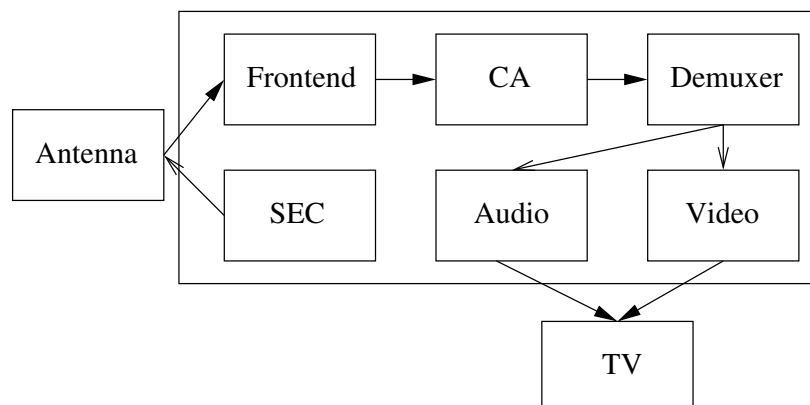 Frontend
CA
Demuxer
Antenna
SEC
Audio
Video
TV